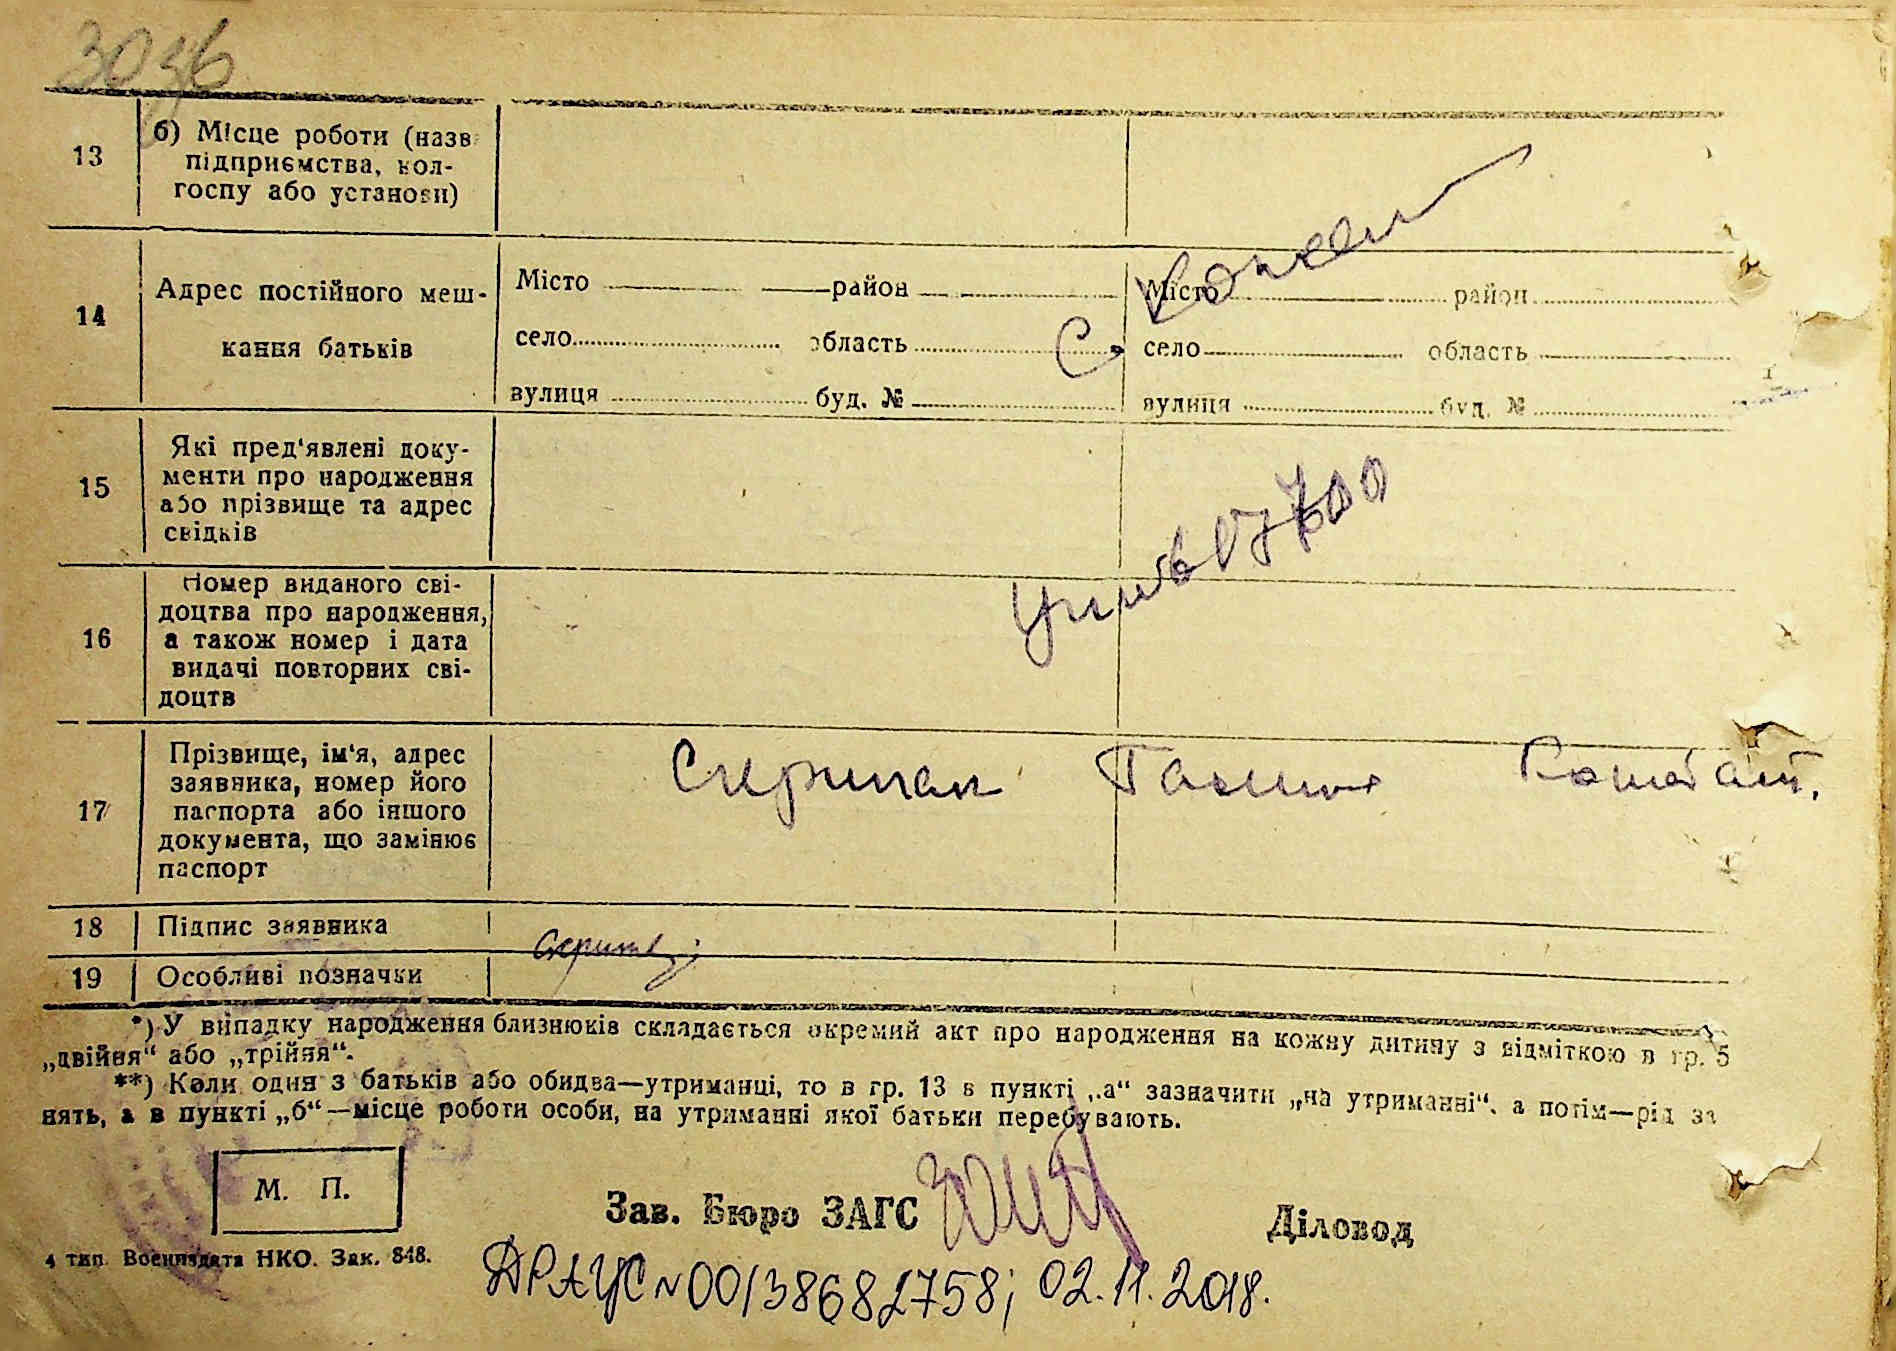 3036
13
б) Місце роботи (назв
підприємства, кол-
госпу або установи)
14
Адрес постійного меш-
кання батьків
Місто район
село область
вулиця буд. №
Місто район
село область
вулиця буд. №
с.
15
Які пред'явлені доку-
менти про народження
або прізвище та адрес
свідків
16
Номер виданого сві-
доцтва про народження,
а також номер і дата
видачі повторних сві-
доцтв
17
Прізвище, ім'я, адрес
заявника, номер його
паспорта або іншого
документа, що замінює
паспорт
Скрипак
18 Підпис заявника
19 Особливі позначки
*) У випадку народження близнюків складається окремий акт про народження на кожну дитину з відміткою в гр. 5
„двійня“ або „трійня“.
**) Коли один з батьків або обидва—утриманці, то в гр. 13 в пункті „а“ зазначити „на утриманні“, а потім—рід за
нять, а в пункті „б“—місце роботи особи, на утриманні якої батьки перебувають.
М. П.
Зав. Бюро ЗАГС
Діловод
4 тип. Воениздата НКО. Зак. 848.
ДРАЦС № 00138682758; 02.11.2018.